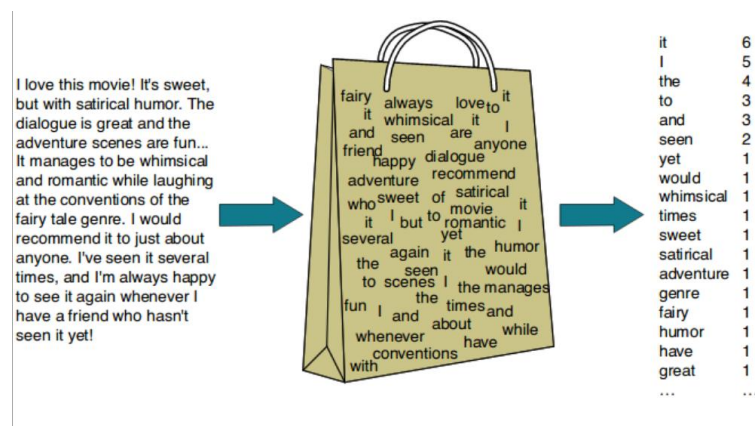 I love this movie! It's sweet,
but with satirical humor. The
dialogue is great and the
adventure scenes are fun...
It manages to be whimsical
and romantic while laughing
at the conventions of the
fairy tale genre. I would
recommend it to just about
anyone. I've seen it several
times, and I'm always happy
to see it again whenever I
have a friend who hasn't
seen it yet!
fairy always love to it
it whimsical it I
and seen are
anyone
friend happy dialogue
adventure recommend
who sweet of satirical
movie it
it I but to romantic I
several yet
again it the humor
the seen would
to scenes I the manages
the times and
fun I and
about while
whenever have
conventions
with
it 6
I 5
the 4
to 3
and 3
seen 2
yet 1
would 1
whimsical 1
times 1
sweet 1
satirical 1
adventure 1
genre 1
fairy 1
humor 1
have 1
great 1
... ...